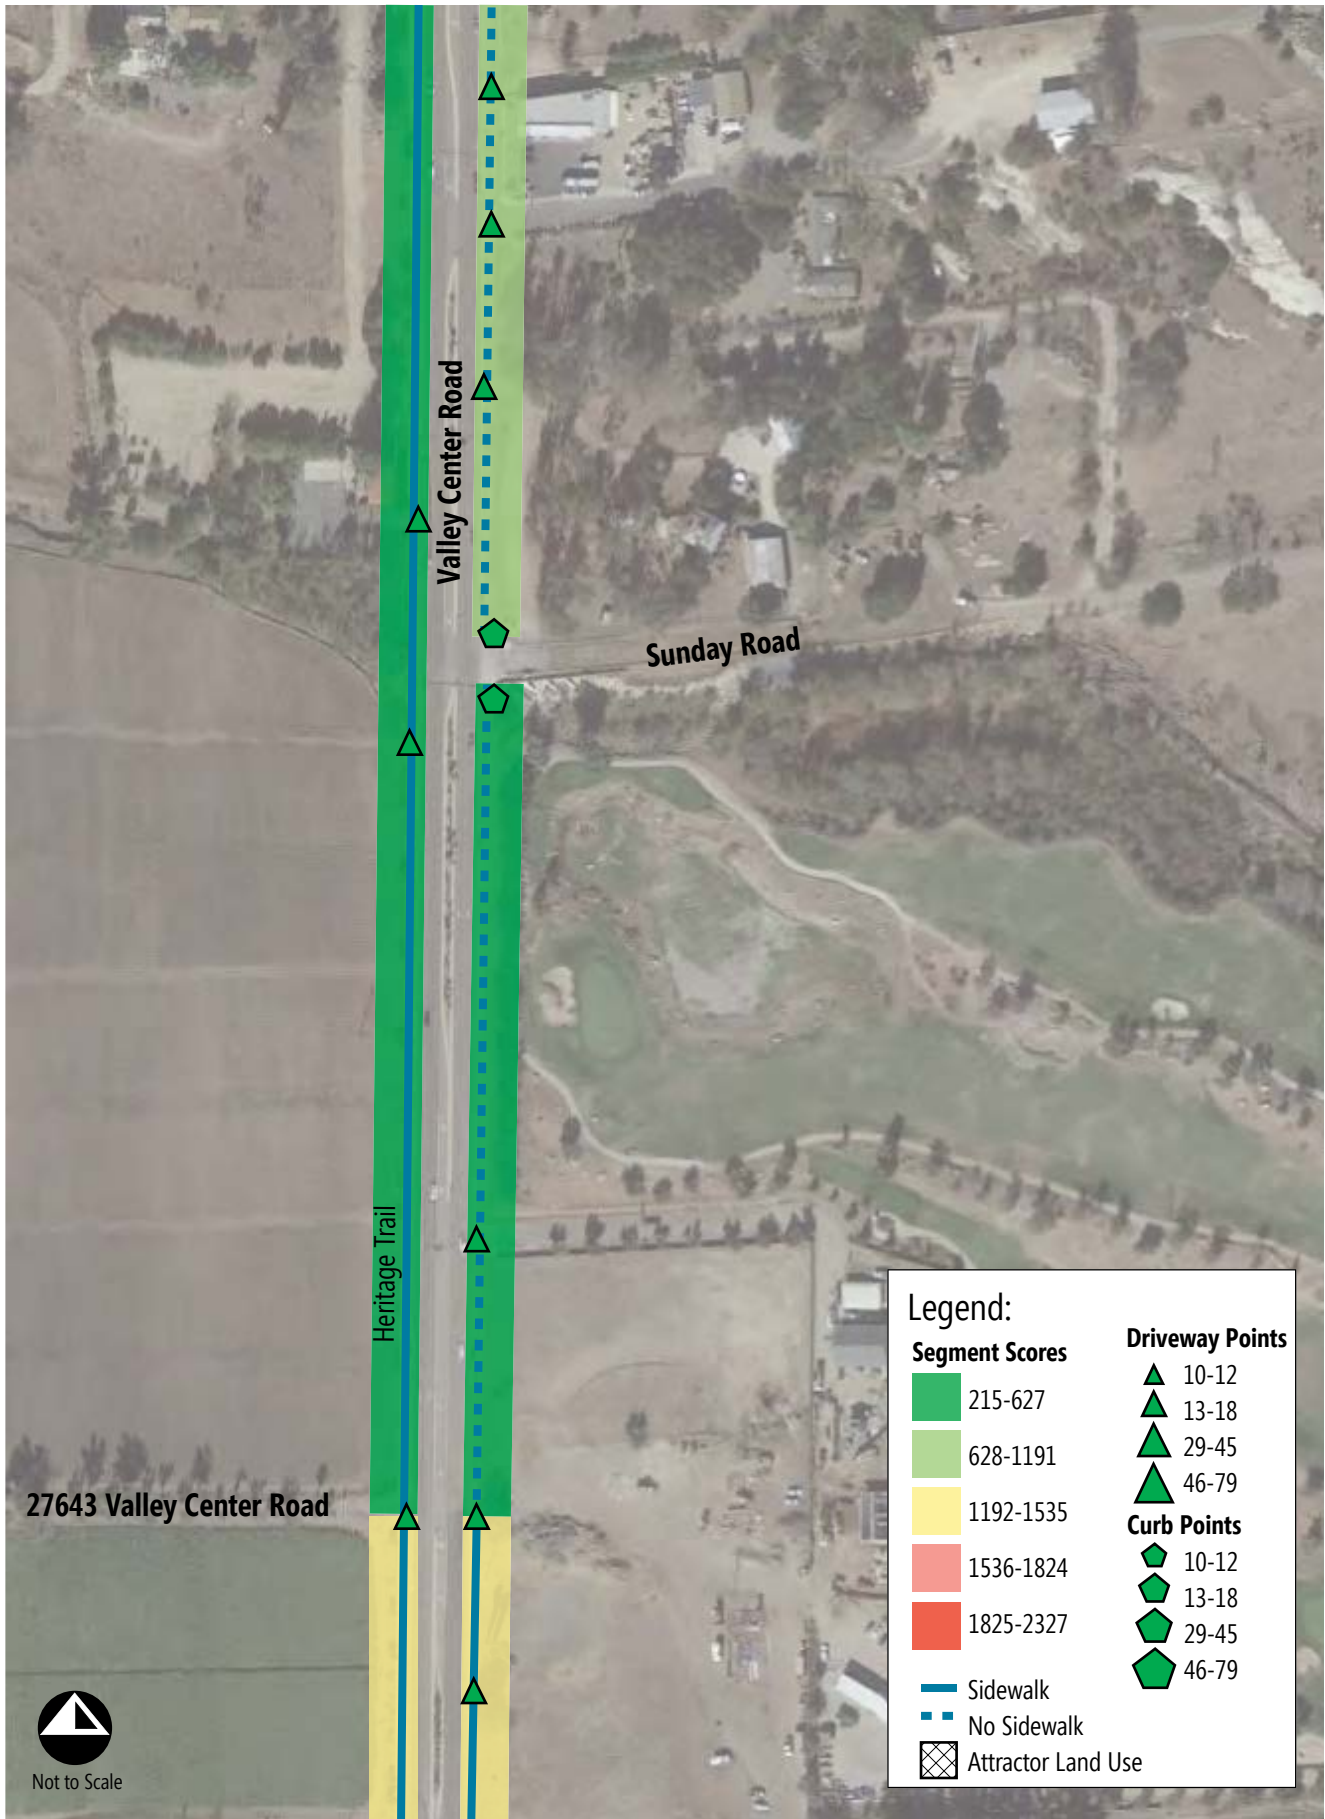 Valley Center Road
Sunday Road
Heritage Trail
27643 Valley Center Road
Not to Scale
Legend:
Segment Scores
215-627
628-1191
1192-1535
1536-1824
1825-2327
Sidewalk
No Sidewalk
Attractor Land Use
Driveway Points
10-12
13-18
29-45
46-79
Curb Points
10-12
13-18
29-45
46-79